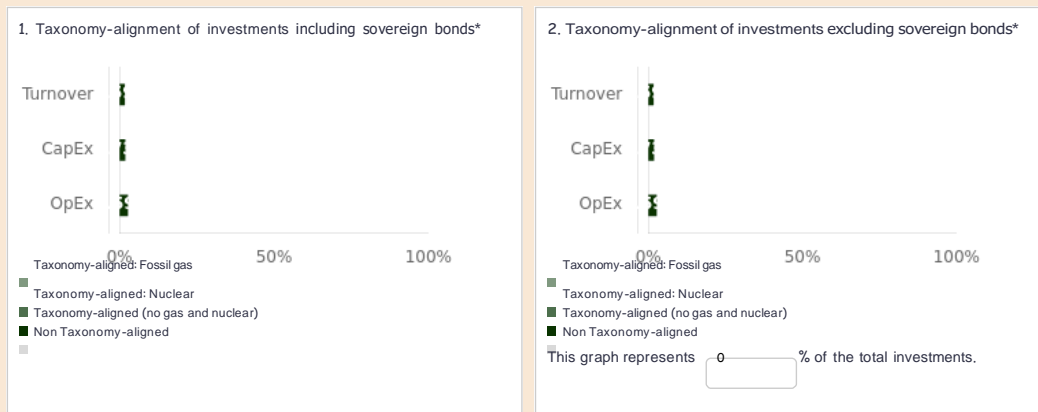 1. Taxonomy-alignment of investments including sovereign bonds*
Turnover
CapEx
OpEx
0% 50% 100%
Taxonomy-aligned: Fossil gas
Taxonomy-aligned: Nuclear
Taxonomy-aligned (no gas and nuclear)
Non Taxonomy-aligned
2. Taxonomy-alignment of investments excluding sovereign bonds*
Turnover
CapEx
OpEx
0% 50% 100%
Taxonomy-aligned: Fossil gas
Taxonomy-aligned: Nuclear
Taxonomy-aligned (no gas and nuclear)
Non Taxonomy-aligned
This graph represents 0 % of the total investments.